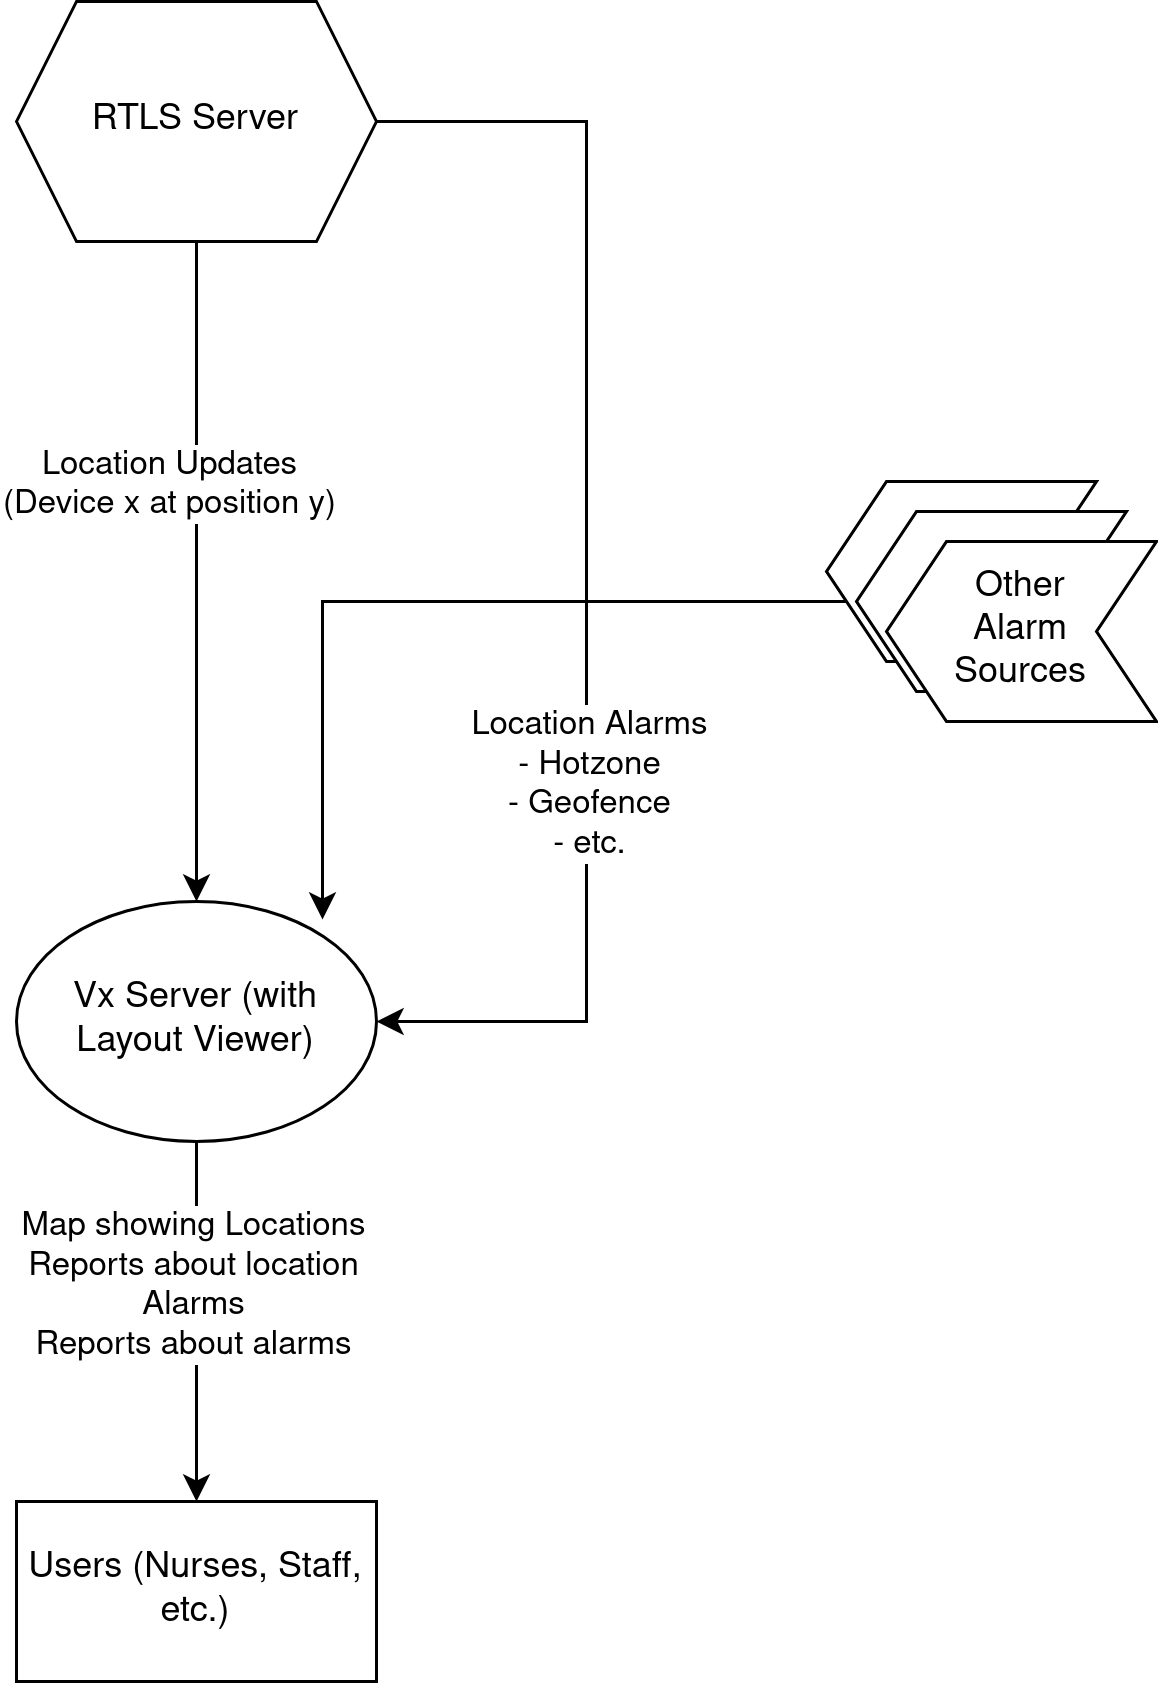 RTLS Server
Location Updates
(Device x at position y)
Other
Alarm
Sources
Location Alarms
- Hotzone
- Geofence
- etc.
Vx Server (with
Layout Viewer)
Map showing Locations
Reports about location
Alarms
Reports about alarms
Users (Nurses, Staff,
etc.)